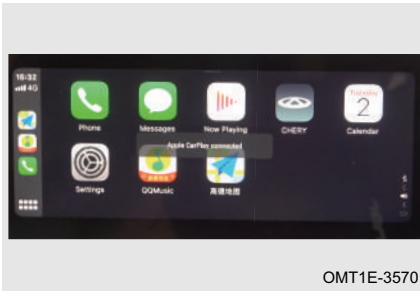 16:32
4G
Phone
Messages
Now Playing
CHERY
Tuesday
2
Calendar
Apple CarPlay connected
Settings
QQMusic
高德地图
OMT1E-3570